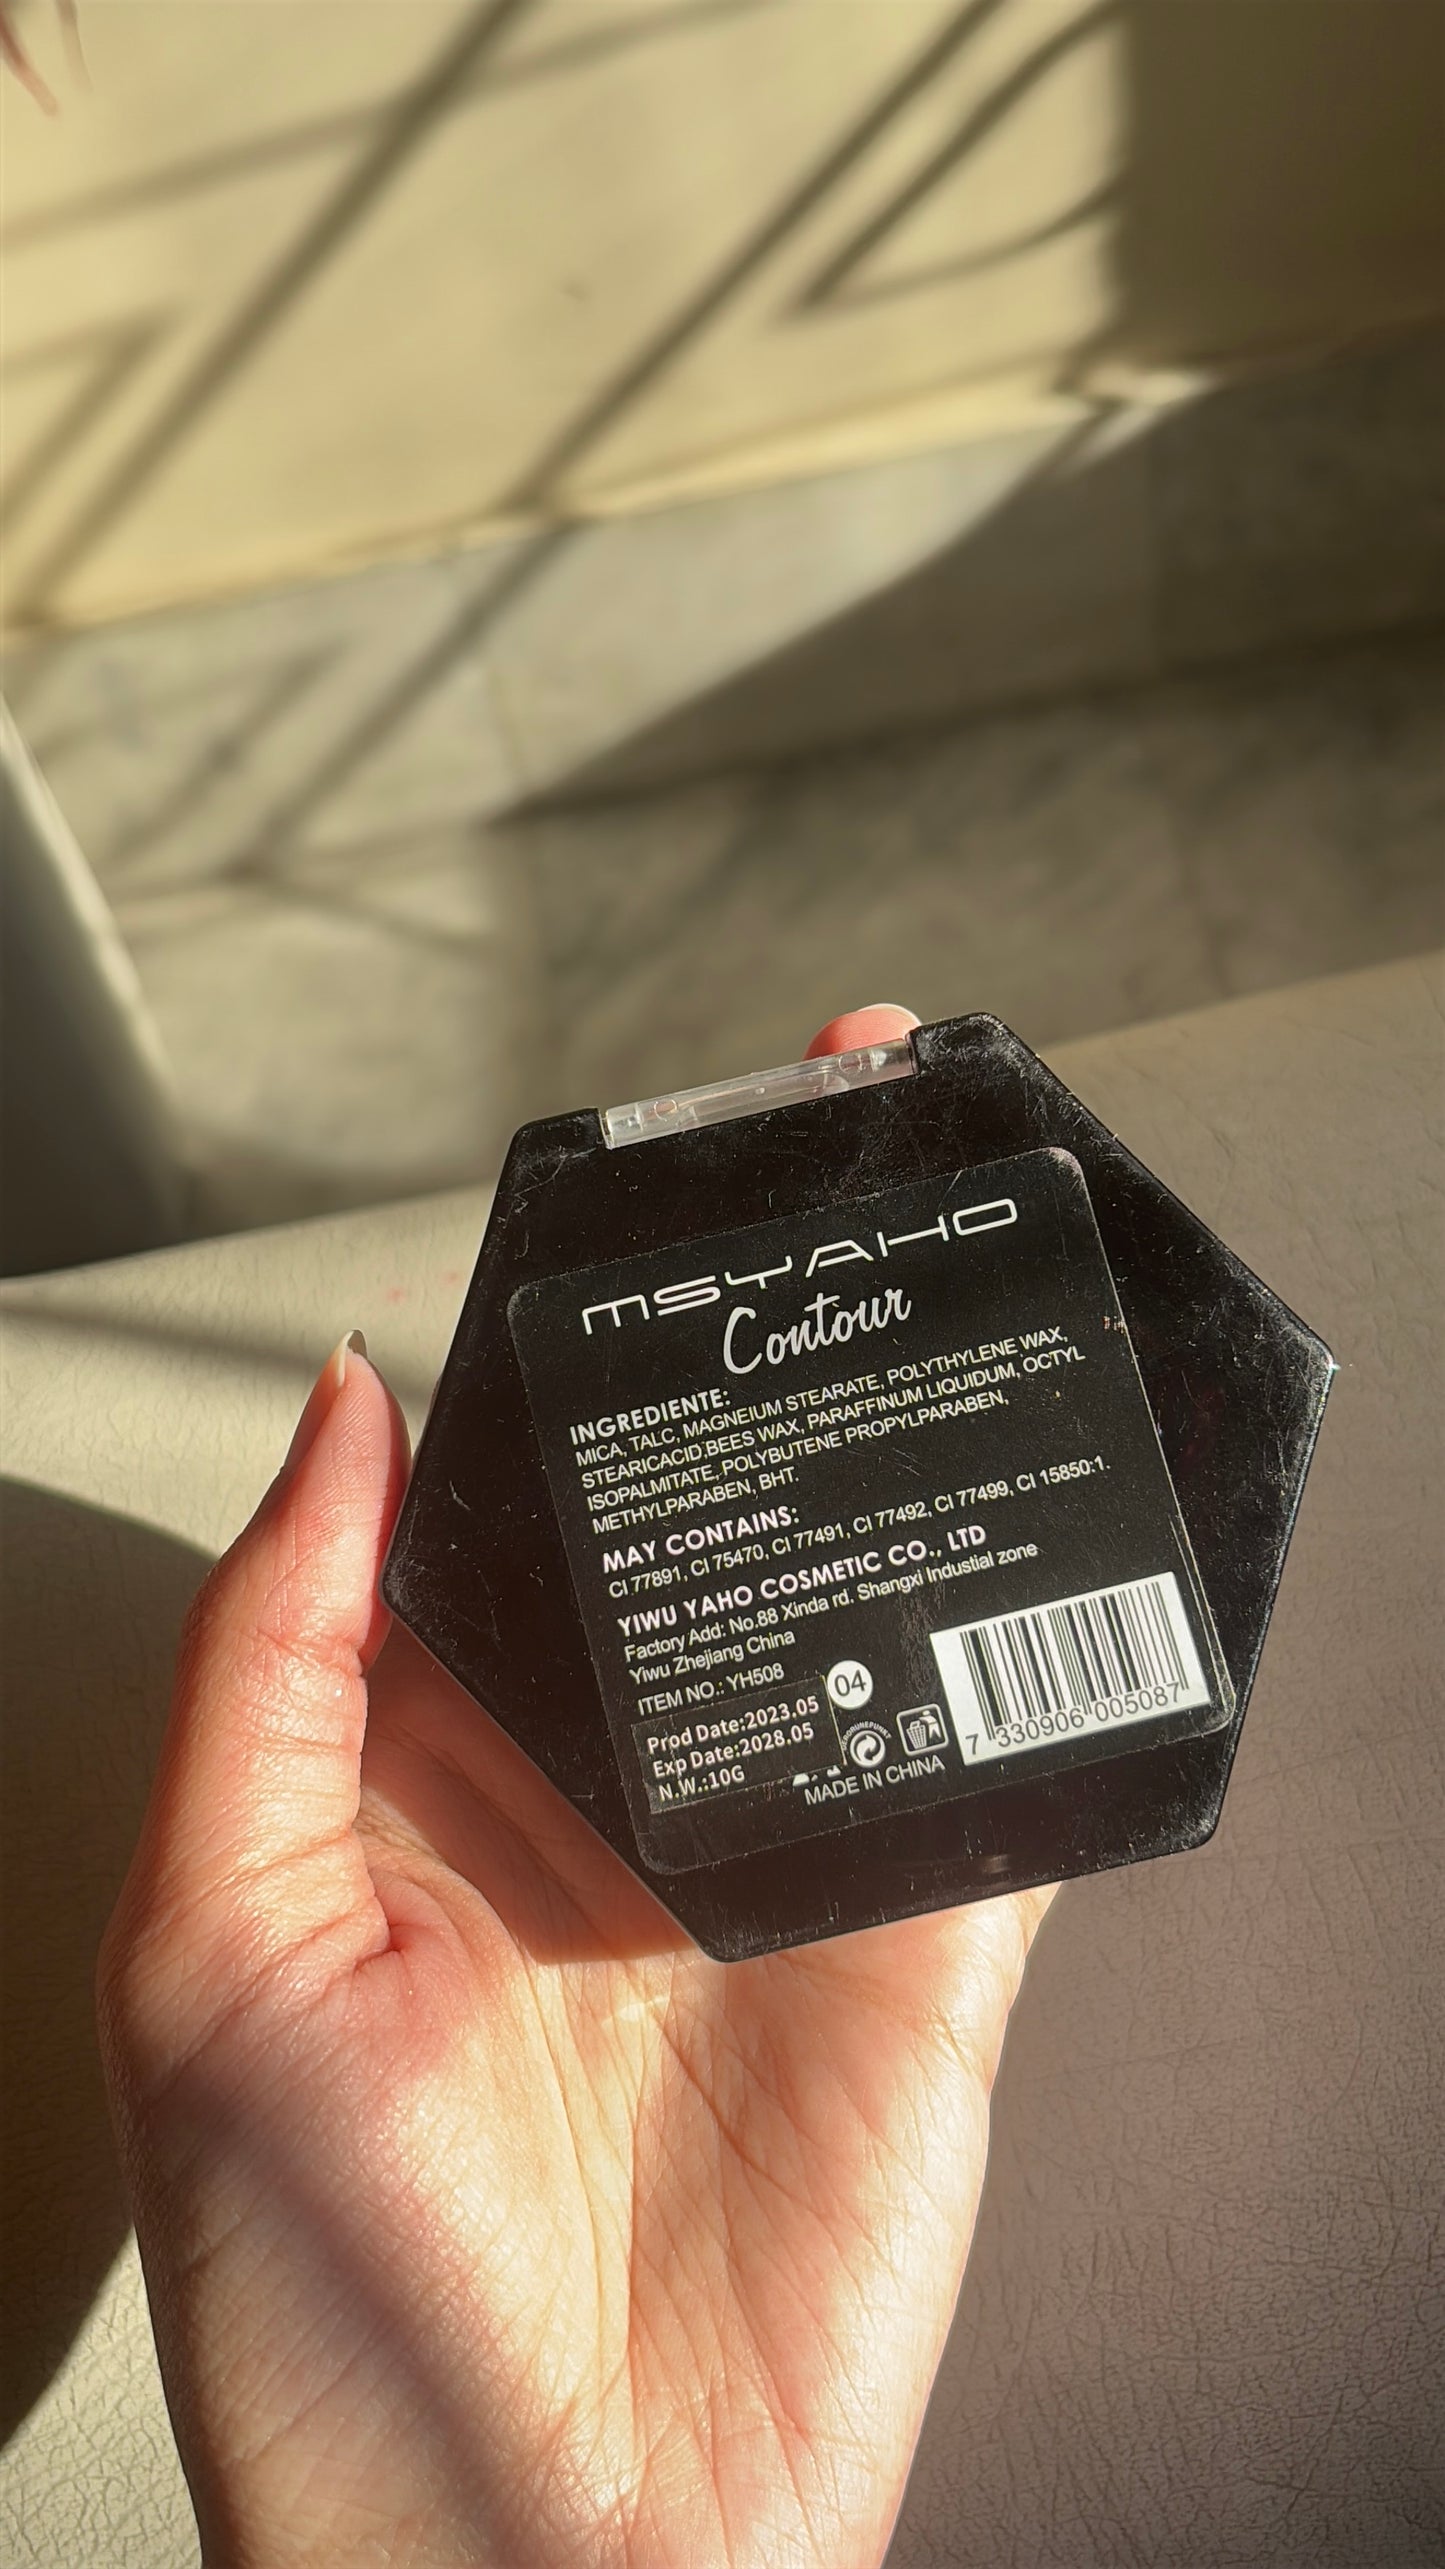 MSYAHO
Contour
INGREDIENTE:
MICA, TALC, MAGNEIUM STEARATE, POLYTHYLENE WAX,
STEARICACID:BEES WAX, PARAFFINUM LIQUIDUM, OCTYL
ISOPALMITATE, POLYBUTENE PROPYLPARABEN,
METHYLPARABEN, BHT.
MAY CONTAINS:
CI 77891, CI 75470, CI 77491, CI 77492, CI 77499, CI 15850:1.
YIWU YAHO COSMETIC CO., LTD
Factory Add: No.88 Xinda rd. Shangxi Industial zone
Yiwu Zhejiang China
ITEM NO.: YH508
04
Prod Date:2023.05
Exp Date:2028.05
N.W.:10G
MADE IN CHINA
7 330906 005087